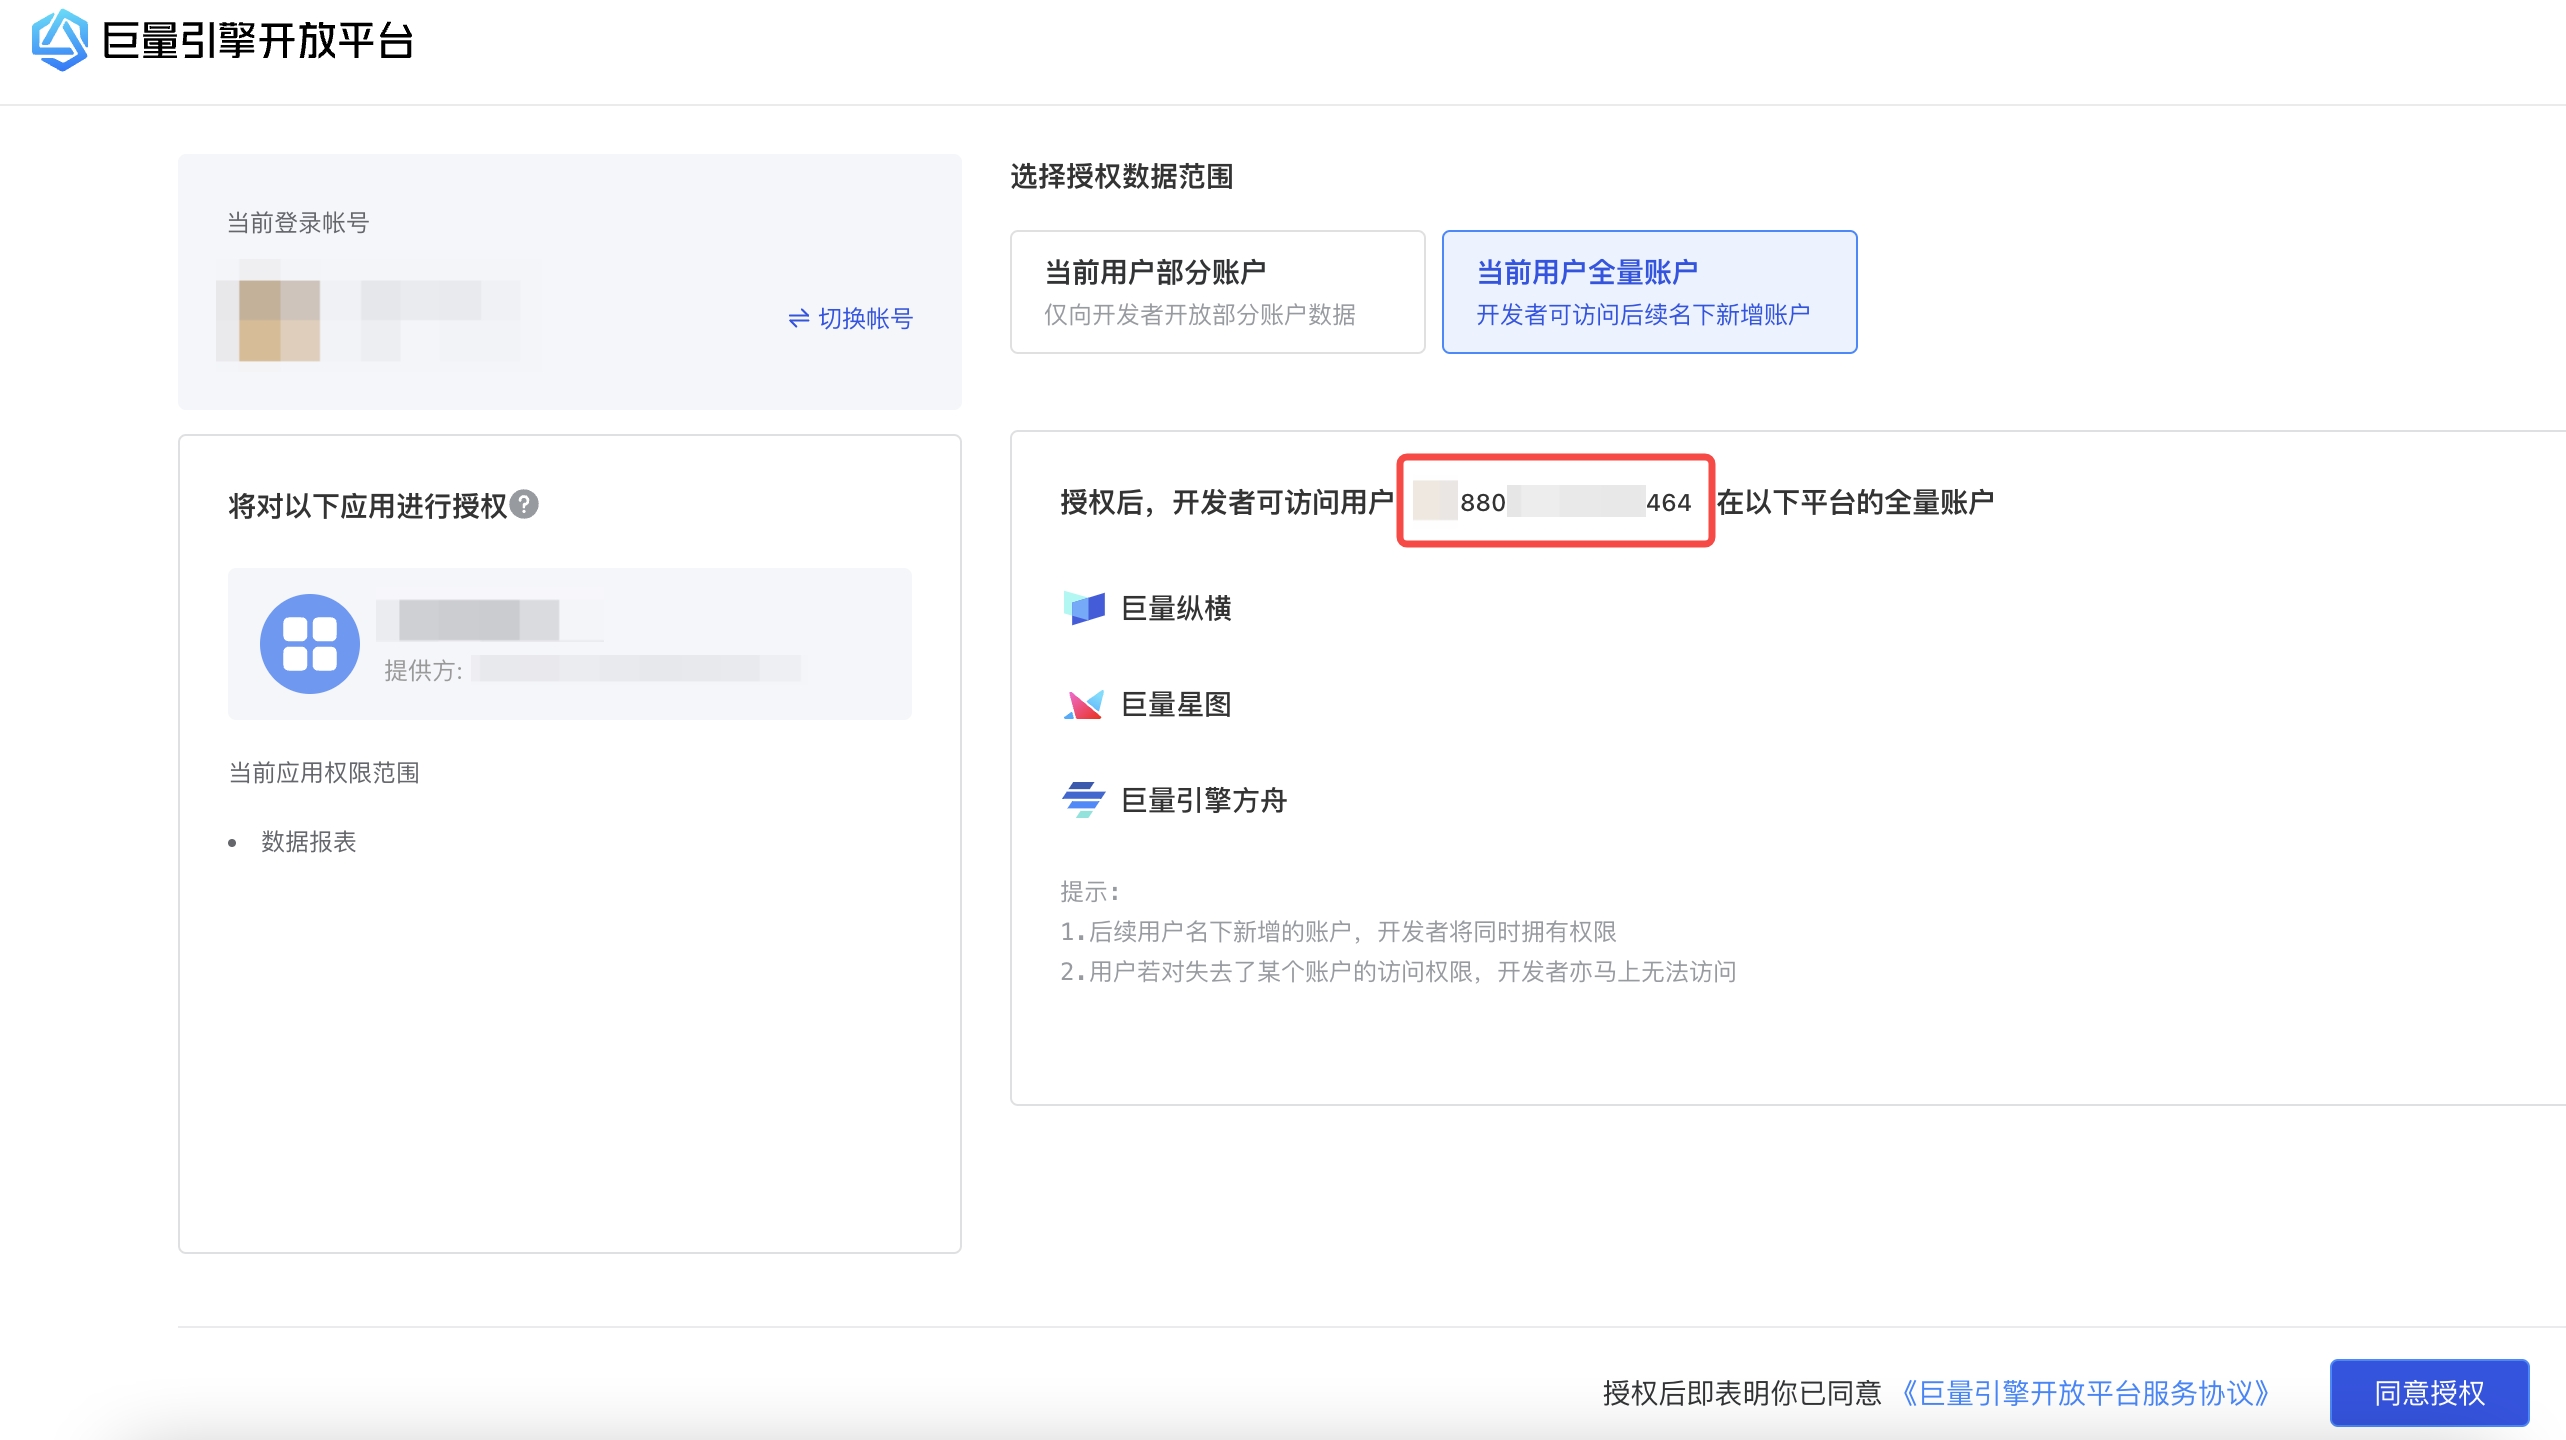 巨量引擎开放平台
当前登录帐号
切换帐号
将对以下应用进行授权?
提供方:
当前应用权限范围
• 数据报表
选择授权数据范围
当前用户部分账户
仅向开发者开放部分账户数据
当前用户全量账户
开发者可访问后续名下新增账户
授权后，开发者可访问用户 880 464 在以下平台的全量账户
巨量纵横
巨量星图
巨量引擎方舟
提示:
1.后续用户名下新增的账户，开发者将同时拥有权限
2.用户若对失去了某个账户的访问权限，开发者亦马上无法访问
授权后即表明你已同意《巨量引擎开放平台服务协议》
同意授权